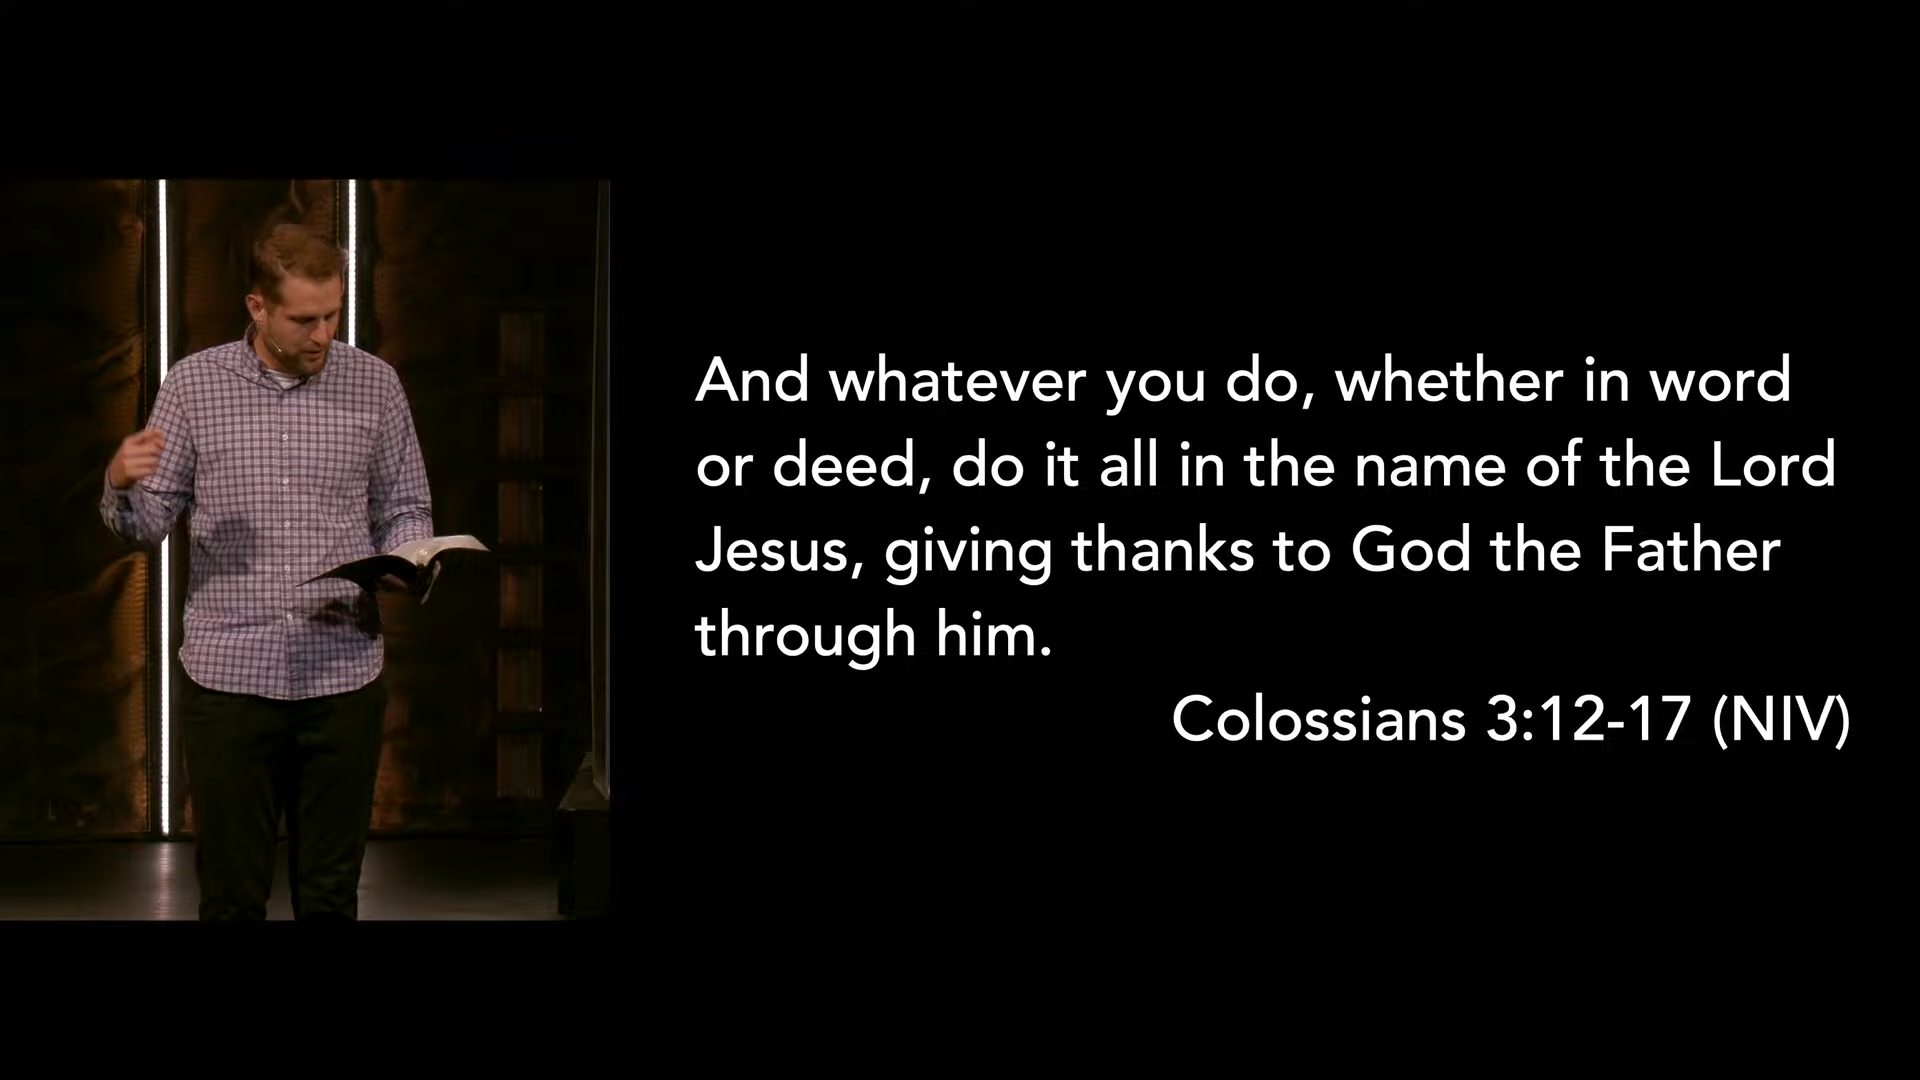 And whatever you do, whether in word
or deed, do it all in the name of the Lord
Jesus, giving thanks to God the Father
through him.
Colossians 3:12-17 (NIV)